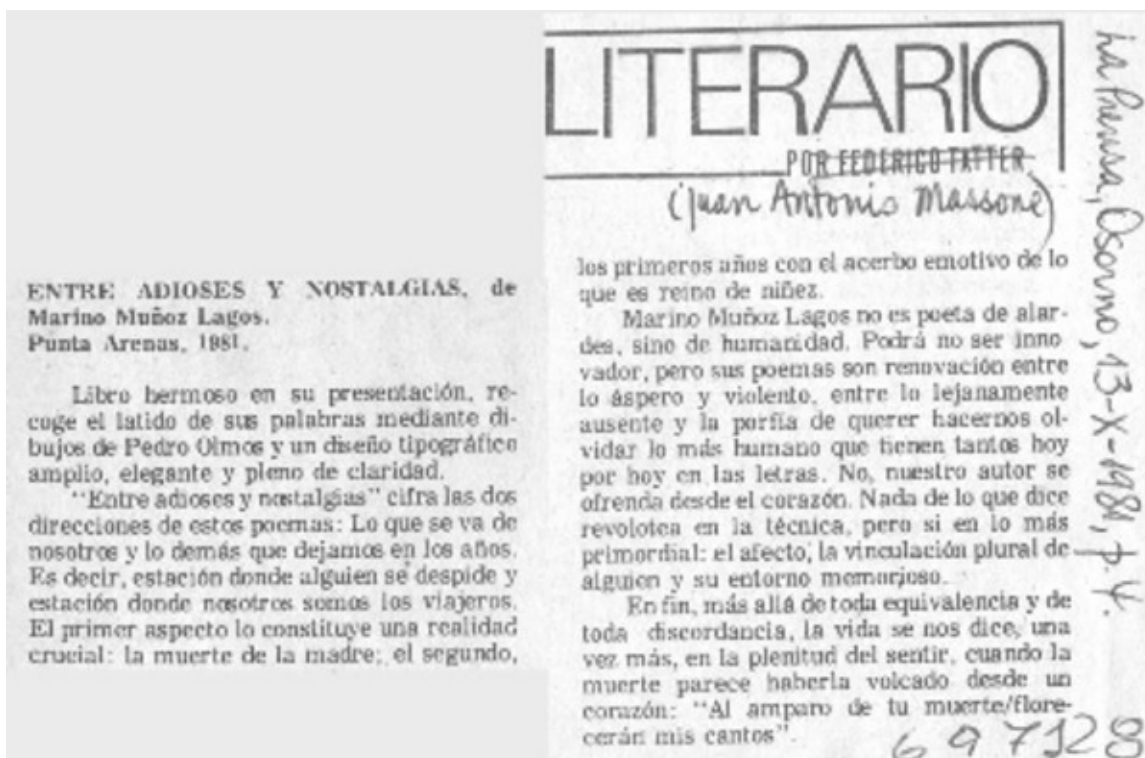 LITERARIO
POR FEDERICO TATTER
(Juan Antonio Massone)
ENTRE ADIOSES Y NOSTALGIAS, de
Marino Muñoz Lagos.
Punta Arenas, 1981.
Libro hermoso en su presentación, re-
coge el latido de sus palabras mediante di-
bujos de Pedro Olmos y un diseño tipográfico
amplio, elegante y pleno de claridad.
"Entre adioses y nostalgias" cifra las dos
direcciones de estos poemas: Lo que se va de
nosotros y lo demás que dejamos en los años.
Es decir, estación donde alguien se despide y
estación donde nosotros somos los viajeros.
El primer aspecto lo constituye una realidad
crucial: la muerte de la madre; el segundo,
los primeros años con el acerbo emotivo de lo
que es reino de niñez.
Marino Muñoz Lagos no es poeta de alar-
des, sino de humanidad. Podrá no ser inno
vador, pero sus poemas son renovación entre
lo áspero y violento, entre lo lejanamente
ausente y la porfía de querer hacernos ol-
vidar lo más humano que tienen tantos hoy
por hoy en las letras. No, nuestro autor se
ofrenda desde el corazón. Nada de lo que dice
revolotea en la técnica, pero si en lo más
primordial: el afecto, la vinculación plural de
alguien y su entorno memorioso.
En fin, más allá de toda equivalencia y de
toda discordancia, la vida se nos dice, una
vez más, en la plenitud del sentir, cuando la
muerte parece haberla volcado desde un
corazón: "Al amparo de tu muerte/flore-
cerán mis cantos".
La Prensa, Osorno, 13-X-1981, p. 4.
697128